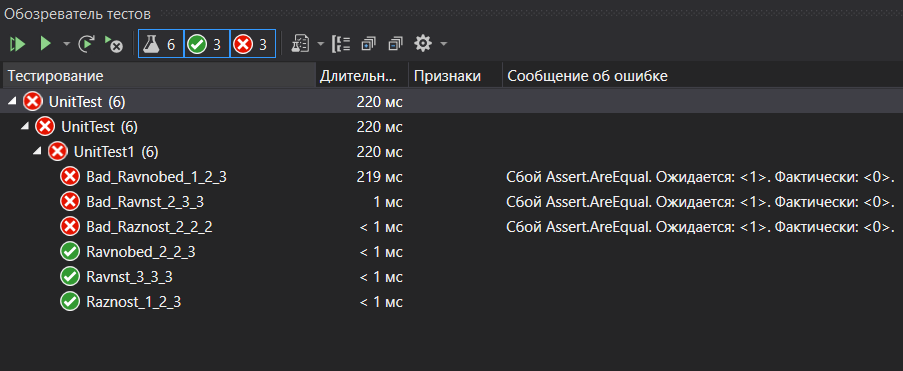 Обозреватель тестов
6 3 3
Тестирование Длительн... Признаки Сообщение об ошибке
UnitTest (6) 220 мс
UnitTest (6) 220 мс
UnitTest1 (6) 220 мс
Bad_Ravnobed_1_2_3 219 мс Сбой Assert.AreEqual. Ожидается: <1>. Фактически: <0>.
Bad_Ravnst_2_3_3 1 мс Сбой Assert.AreEqual. Ожидается: <1>. Фактически: <0>.
Bad_Raznost_2_2_2 < 1 мс Сбой Assert.AreEqual. Ожидается: <1>. Фактически: <0>.
Ravnobed_2_2_3 < 1 мс
Ravnst_3_3_3 < 1 мс
Raznost_1_2_3 < 1 мс